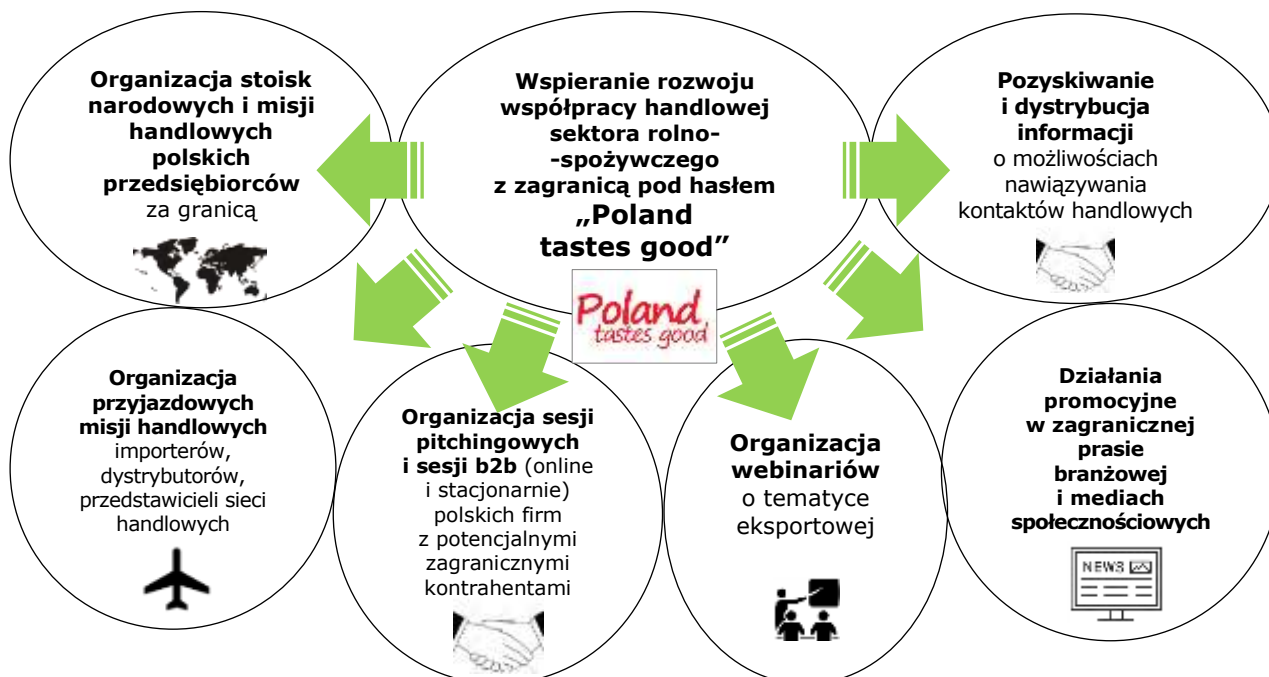 Organizacja stoisk
narodowych i misji
handlowych
polskich
przedsiębiorców
za granicą
Wspieranie rozwoju
współpracy handlowej
sektora rolno-
-spożywczego
z zagranicą pod hasłem
„Poland
tastes good”
Poland
tastes good
Pozyskiwanie
i dystrybucja
informacji
o możliwościach
nawiązywania
kontaktów handlowych
Organizacja
przyjazdowych
misji handlowych
importerów,
dystrybutorów,
przedstawicieli sieci
handlowych
Organizacja sesji
pitchingowych
i sesji b2b (online
i stacjonarnie)
polskich firm
z potencjalnymi
zagranicznymi
kontrahentami
Organizacja
webinariów
o tematyce
eksportowej
Działania
promocyjne
w zagranicznej
prasie
branżowej
i mediach
społecznościowych
NEWS